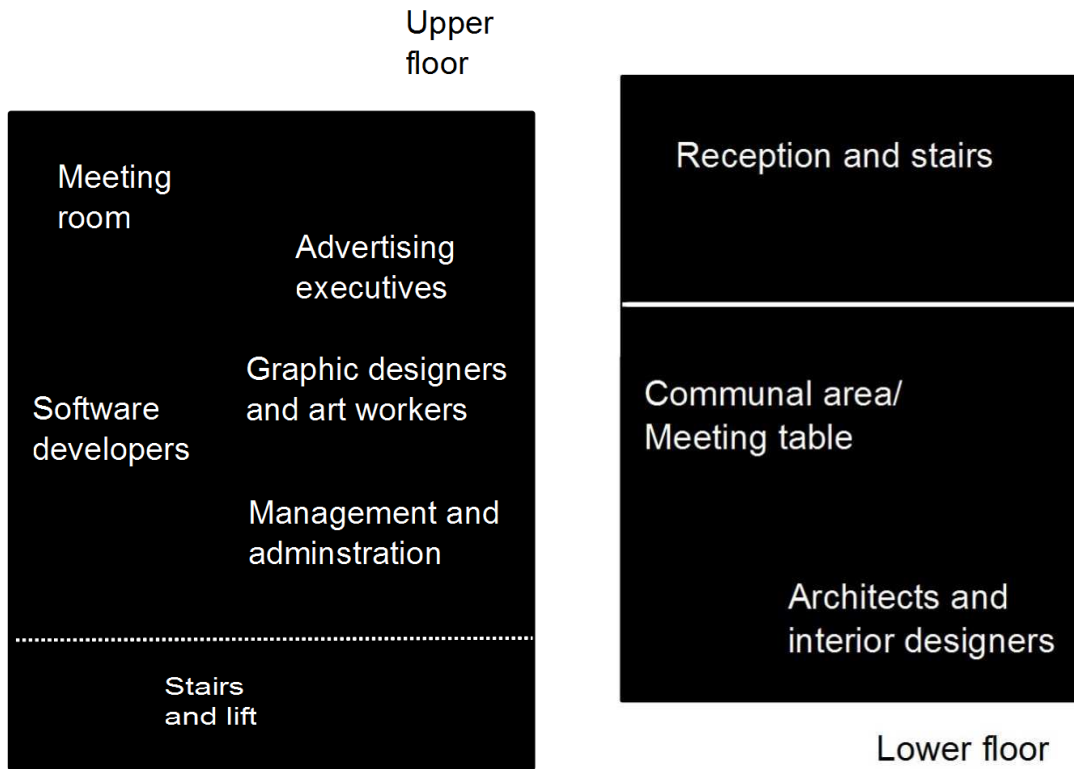 Upper
floor
Meeting
room
Advertising
executives
Graphic designers
and art workers
Software
developers
Management and
adminstration
Stairs
and lift
Reception and stairs
Communal area/
Meeting table
Architects and
interior designers
Lower floor